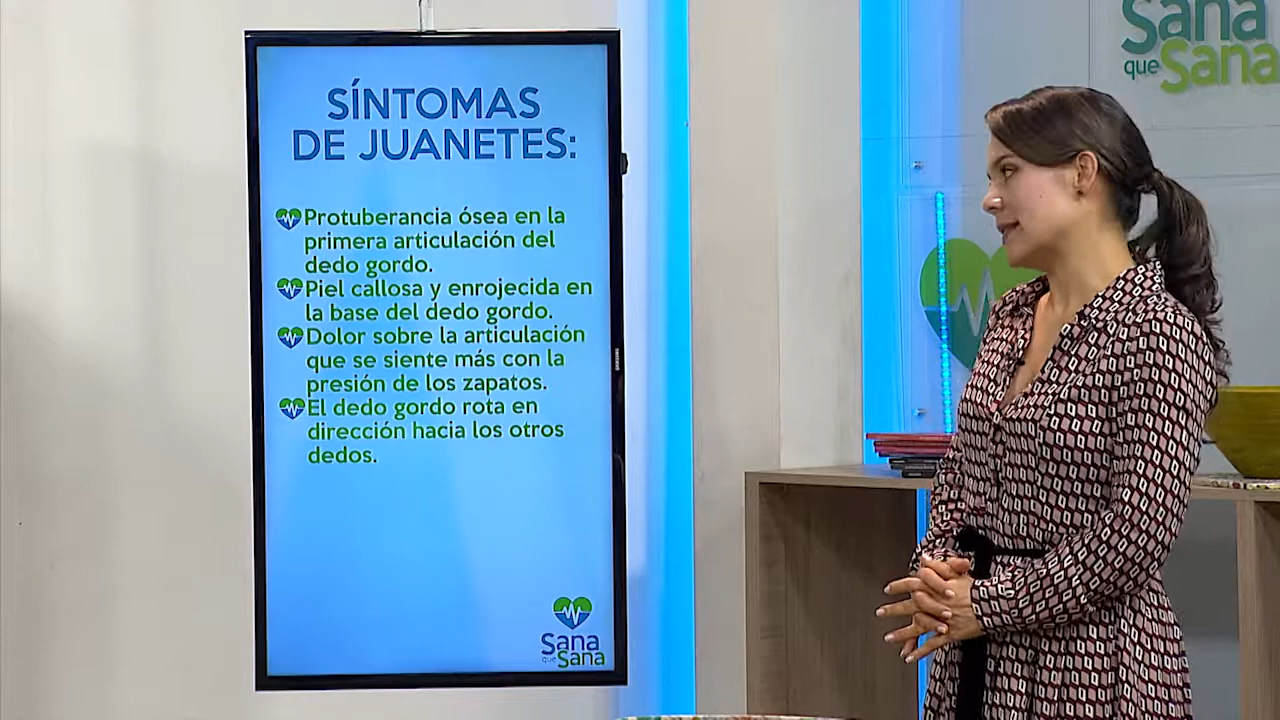 SÍNTOMAS
DE JUANETES:
Protuberancia ósea en la
primera articulación del
dedo gordo.
Piel callosa y enrojecida en
la base del dedo gordo.
Dolor sobre la articulación
que se siente más con la
presión de los zapatos.
El dedo gordo rota en
dirección hacia los otros
dedos.
Sana
que Sana
Sana
que Sana